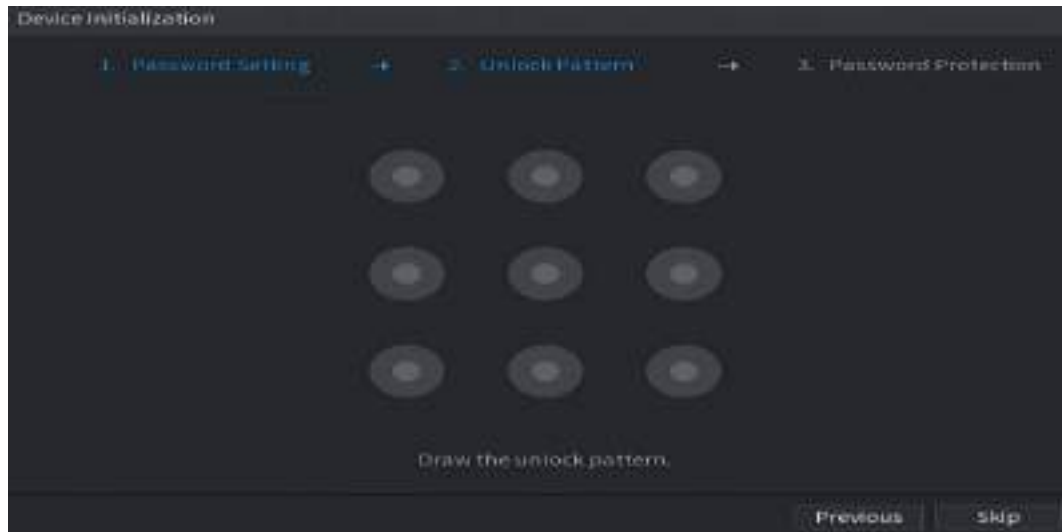 Device Initialization
1. Password Setting → 2. Unlock Pattern → 3. Password Protection
Draw the unlock pattern.
Previous Skip